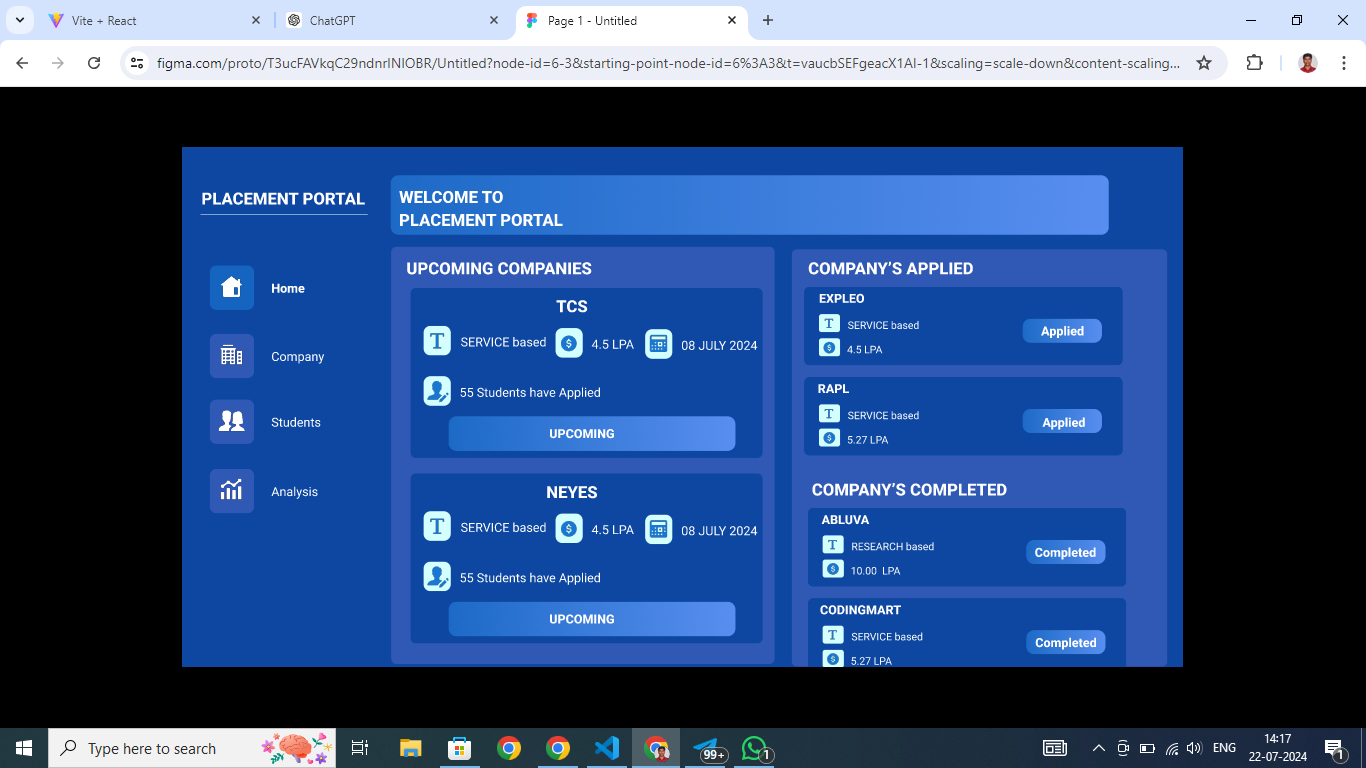 Vite + React
ChatGPT
Page 1 - Untitled
figma.com/proto/T3ucFAVkqC29ndnrINIOBR/Untitled?node-id=6-3&starting-point-node-id=6%3A3&t=vaucbSEFgeacX1Al-1&scaling=scale-down&content-scaling...
PLACEMENT PORTAL
WELCOME TO
PLACEMENT PORTAL
Home
Company
Students
Analysis
UPCOMING COMPANIES
TCS
T SERVICE based $ 4.5 LPA 08 JULY 2024
55 Students have Applied
UPCOMING
NEYES
T SERVICE based $ 4.5 LPA 08 JULY 2024
55 Students have Applied
UPCOMING
COMPANY'S APPLIED
EXPLEO
T SERVICE based
$ 4.5 LPA
Applied
RAPL
T SERVICE based
$ 5.27 LPA
Applied
COMPANY'S COMPLETED
ABLUVA
T RESEARCH based
$ 10.00 LPA
Completed
CODINGMART
T SERVICE based
$ 5.27 LPA
Completed
Type here to search
99+
1
ENG
14:17
22-07-2024
1